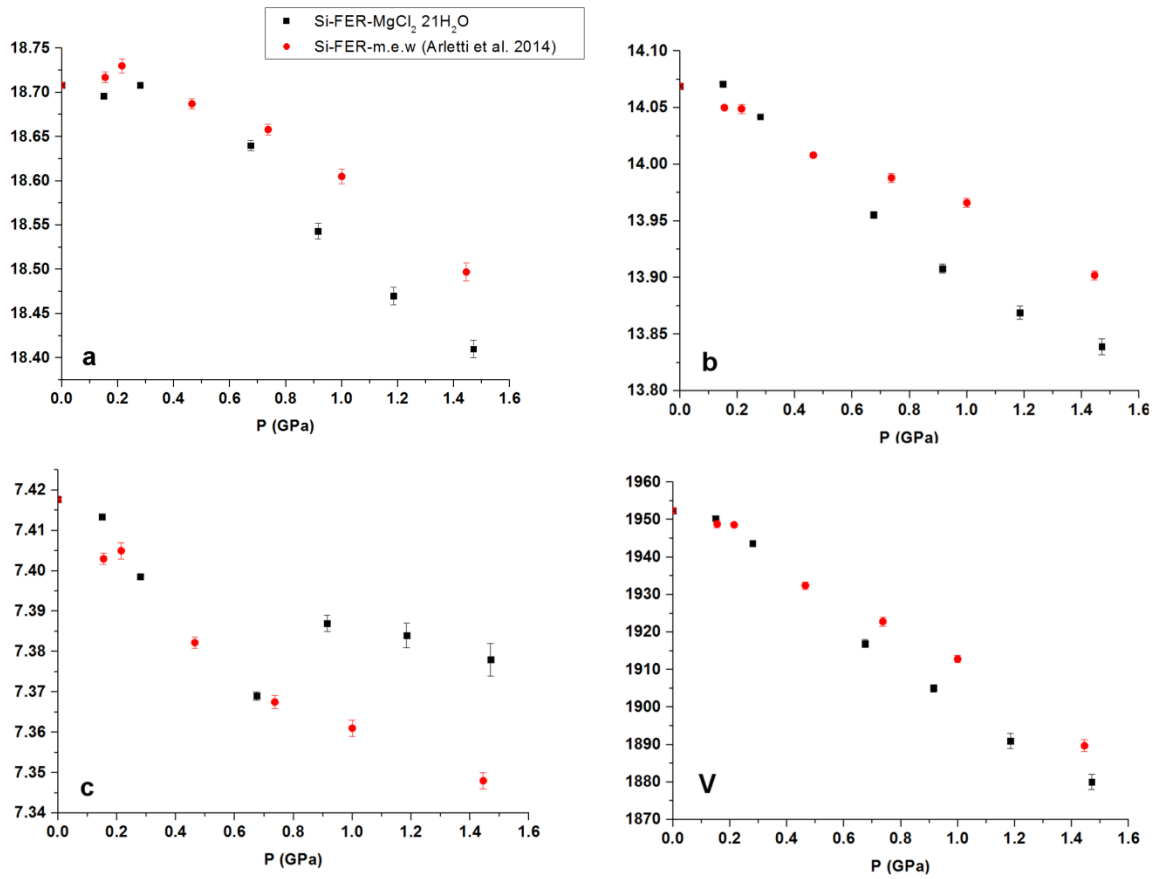 Si-FER-MgCl2 21H2O
Si-FER-m.e.w (Arletti et al. 2014)
18.75
18.70
18.65
18.60
18.55
18.50
18.45
18.40
a
0.0 0.2 0.4 0.6 0.8 1.0 1.2 1.4 1.6
P (GPa)
14.10
14.05
14.00
13.95
13.90
13.85
13.80
b
0.0 0.2 0.4 0.6 0.8 1.0 1.2 1.4 1.6
P (GPa)
7.42
7.41
7.40
7.39
7.38
7.37
7.36
7.35
7.34
c
0.0 0.2 0.4 0.6 0.8 1.0 1.2 1.4 1.6
P (GPa)
1960
1950
1940
1930
1920
1910
1900
1890
1880
1870
V
0.0 0.2 0.4 0.6 0.8 1.0 1.2 1.4 1.6
P (GPa)